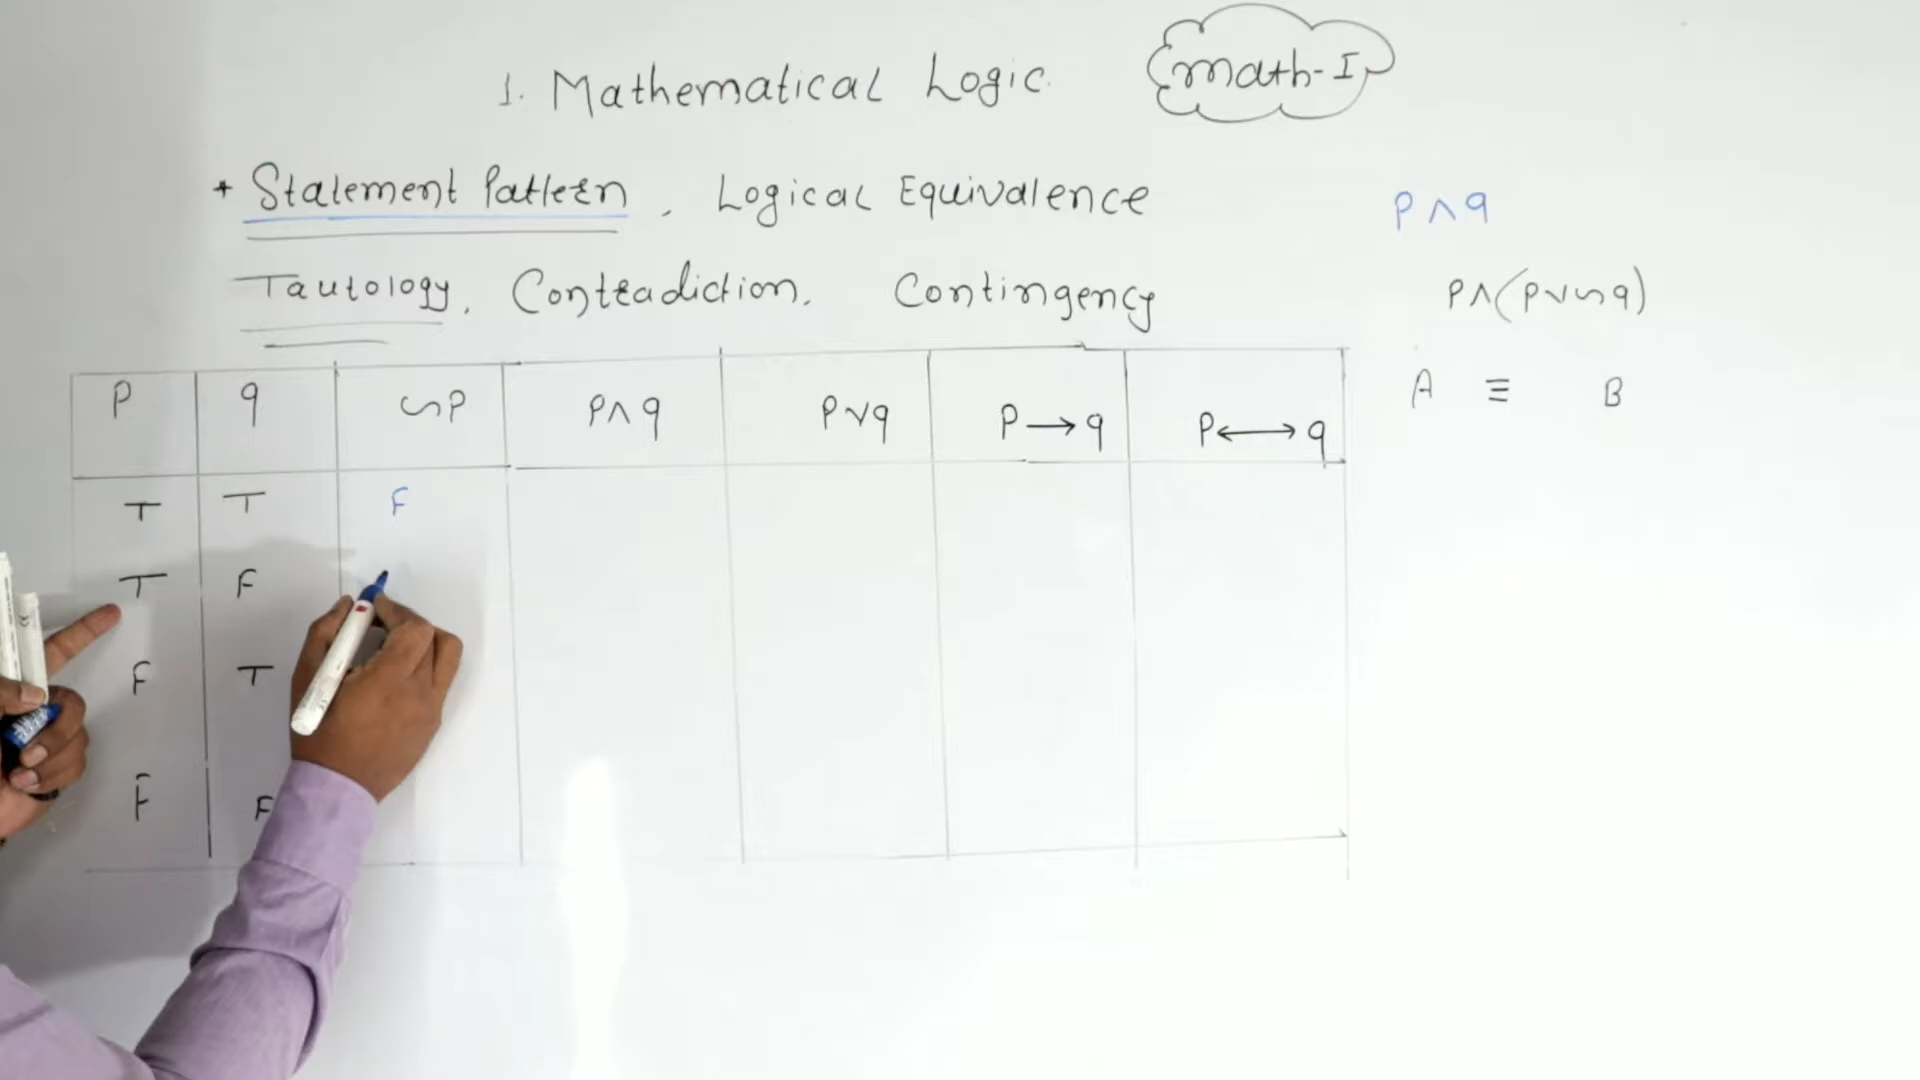 1. Mathematical Logic. Math-I
* Statement Pattern, Logical Equivalence
p ∧ q
Tautology, Contradiction, Contingency
p∧(p∨∼q)
A ≡ B
p q ∼p p∧q p∨q p→q p↔q
T T F
T F
F T
F F